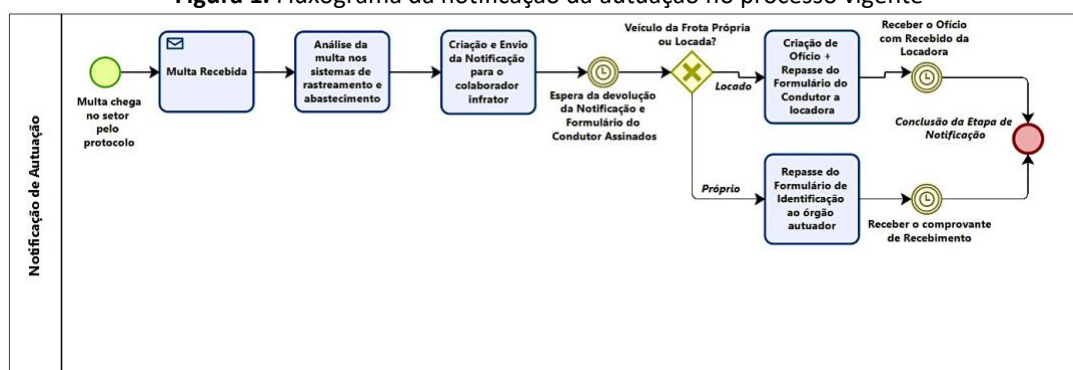 Figura 1. Fluxograma da notificação da autuação no processo vigente
Notificação de Autuação
Multa chega
no setor
pelo
protocolo
Multa Recebida
Análise da
multa nos
sistemas de
rastreamento e
abastecimento
Criação e Envio
da Notificação
para o
colaborador
infrator
Espera da devolução
da Notificação e
Formulário do
Condutor Assinados
Veículo da Frota Própria
ou Locada?
Locado
Criação de
Ofício +
Repasse do
Formulário do
Condutor a
locadora
Receber o Ofício
com Recebido da
Locadora
Próprio
Repasse do
Formulário de
Identificação
ao órgão
autuador
Receber o comprovante
de Recebimento
Conclusão da Etapa de
Notificação